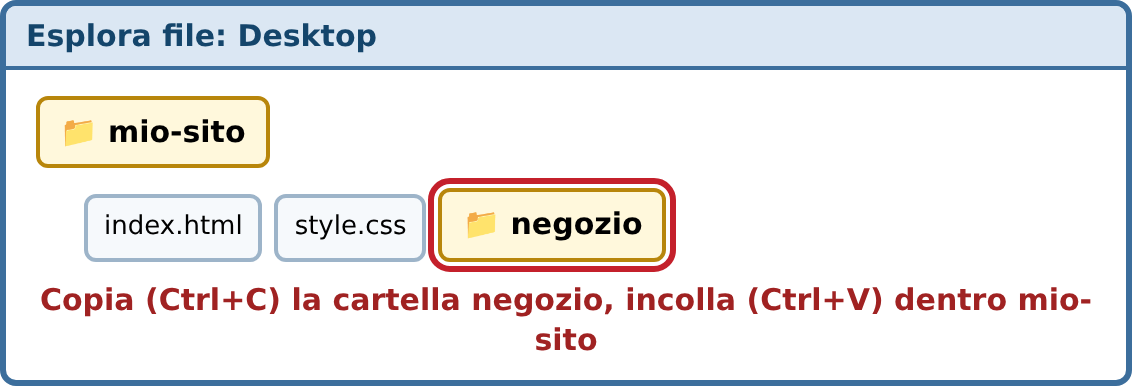 Esplora file: Desktop
mio-sito
index.html style.css negozio
Copia (Ctrl+C) la cartella negozio, incolla (Ctrl+V) dentro mio-
sito